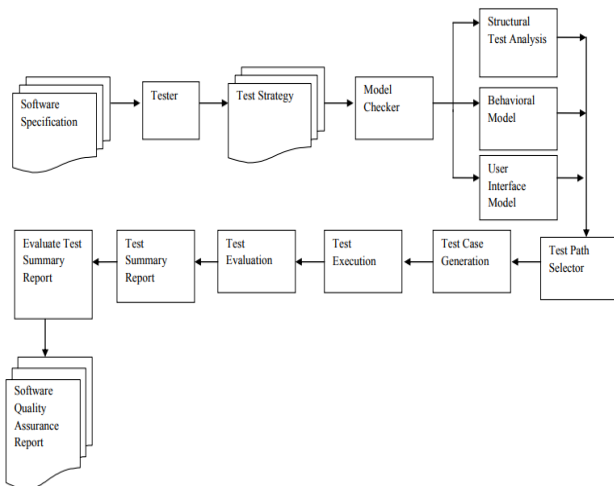 Structural
Test Analysis
Software
Specification
Tester
Test Strategy
Model
Checker
Behavioral
Model
User
Interface
Model
Evaluate Test
Summary
Report
Test
Summary
Report
Test
Evaluation
Test
Execution
Test Case
Generation
Test Path
Selector
Software
Quality
Assurance
Report